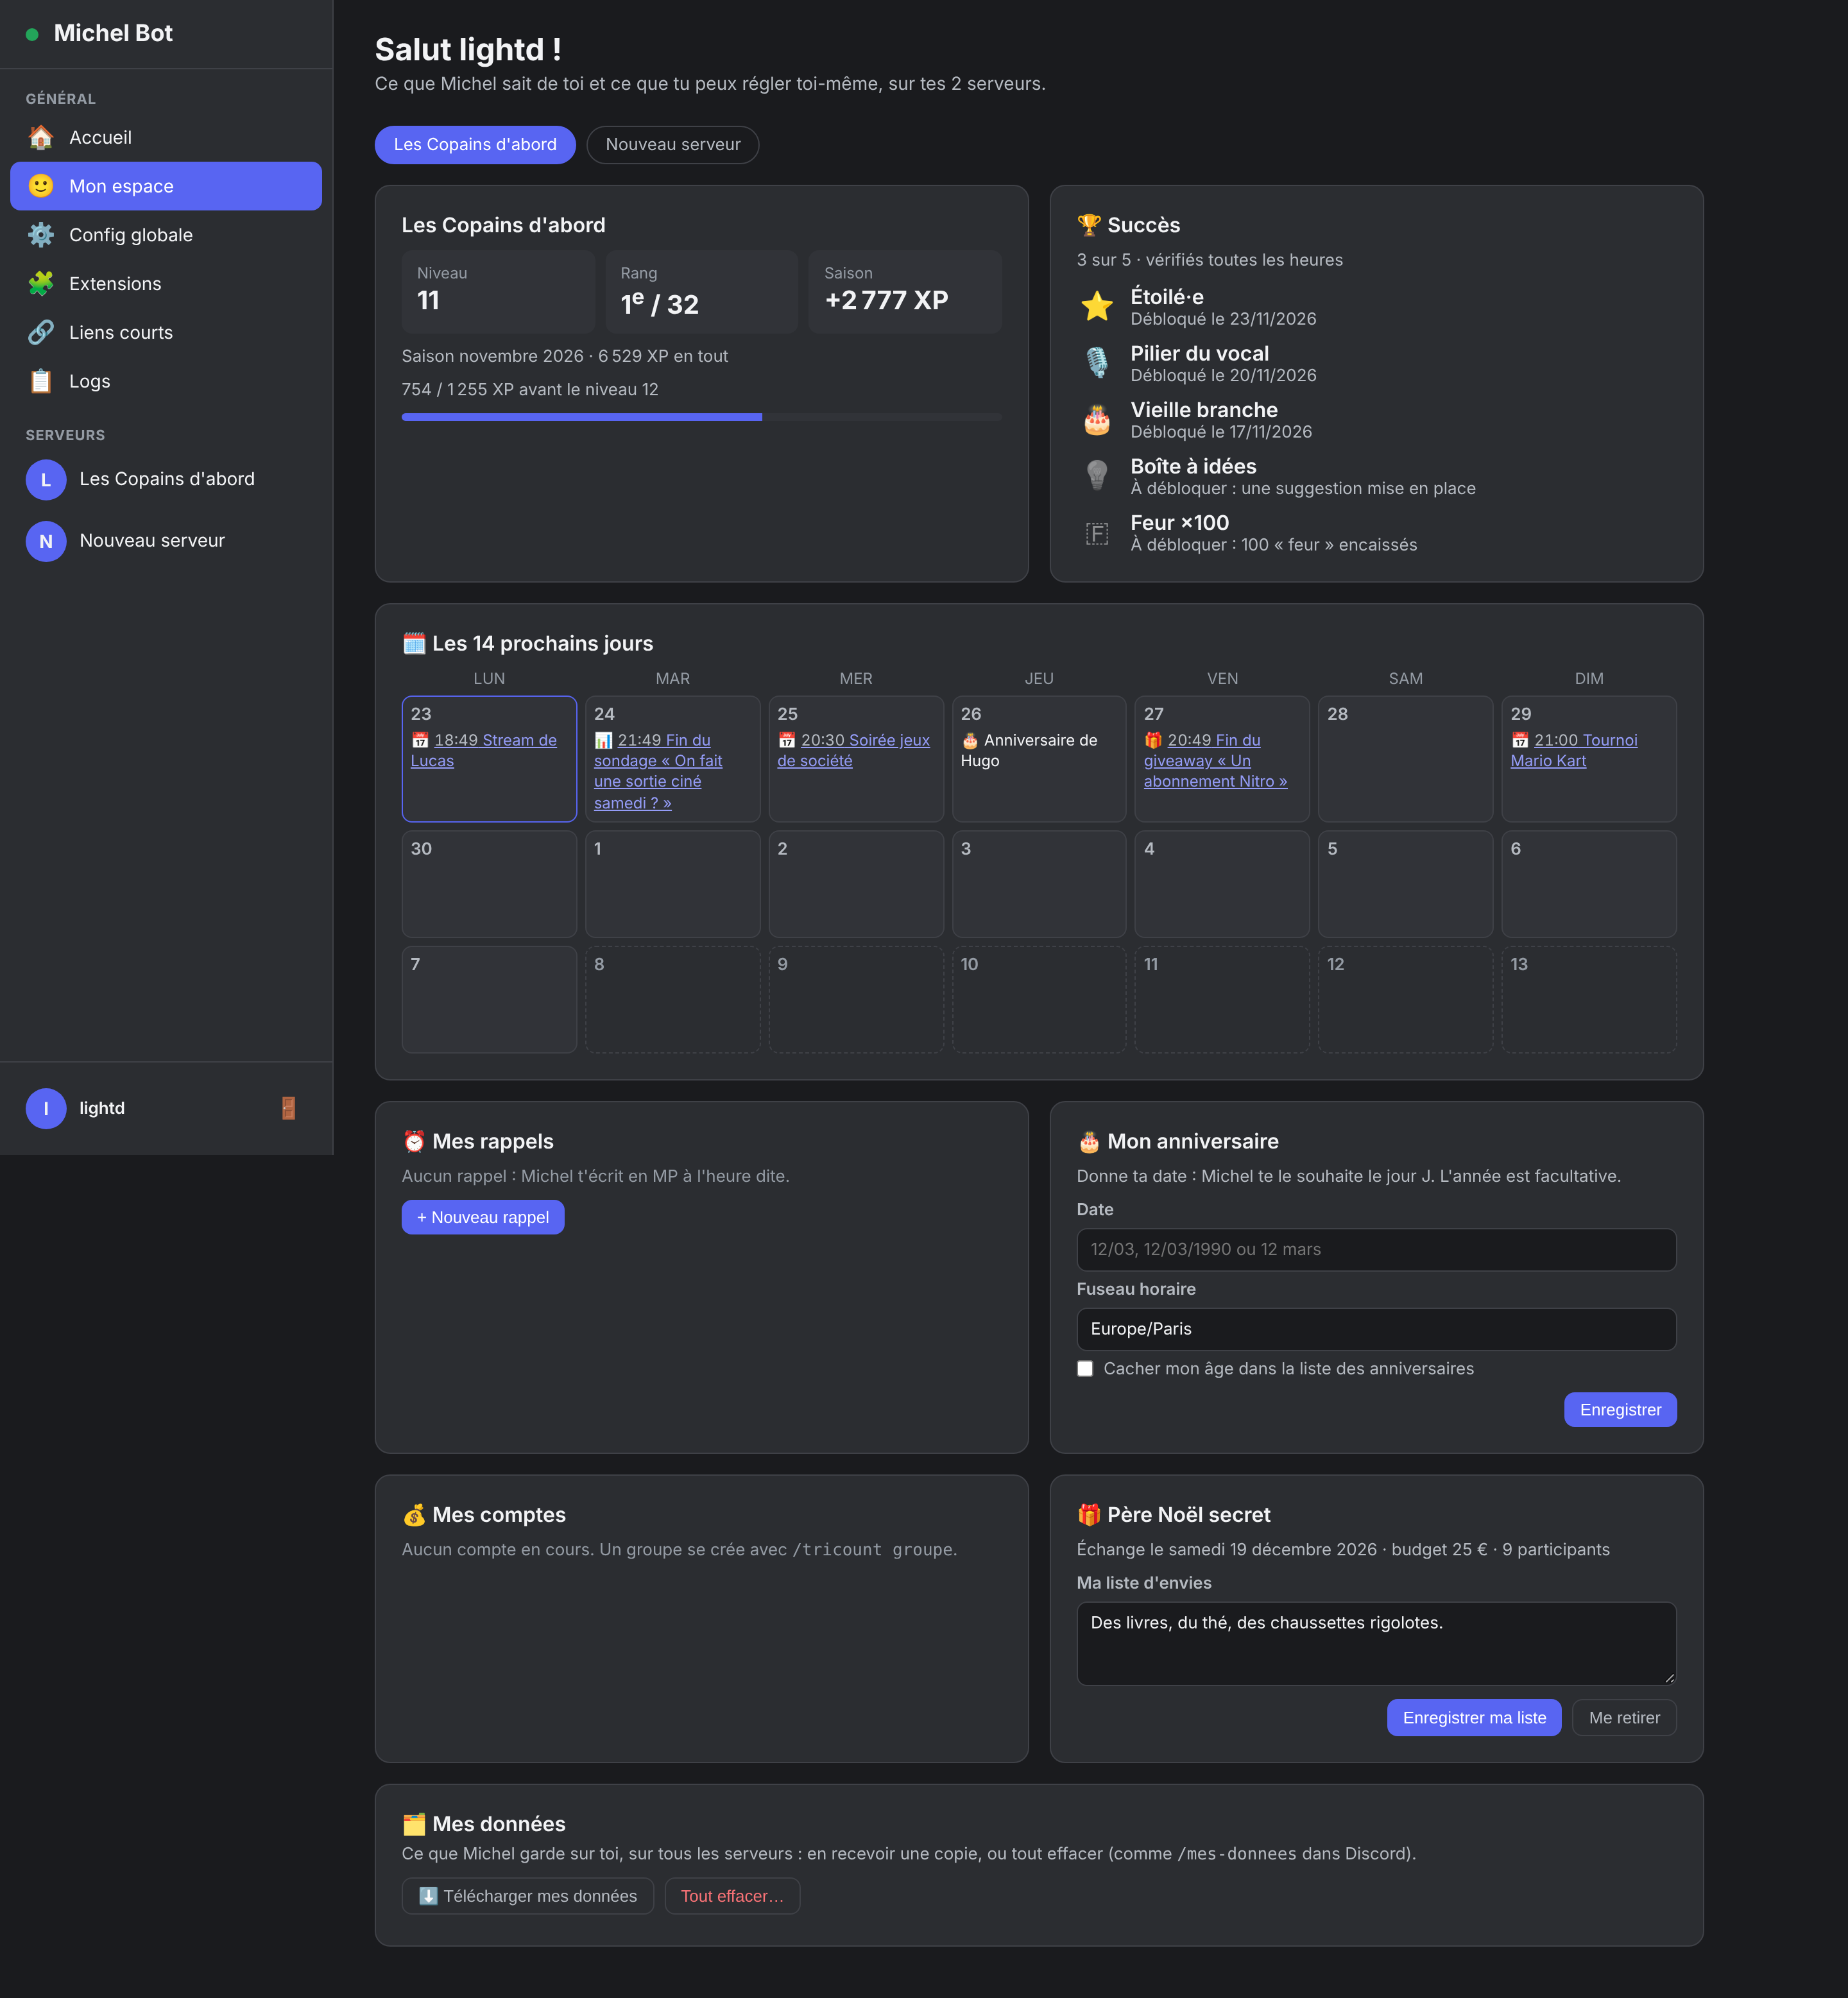 Michel Bot
GÉNÉRAL
Accueil
Mon espace
Config globale
Extensions
Liens courts
Logs
SERVEURS
L Les Copains d'abord
N Nouveau serveur
l lightd
Salut lightd !
Ce que Michel sait de toi et ce que tu peux régler toi-même, sur tes 2 serveurs.
Les Copains d'abord Nouveau serveur
Les Copains d'abord
Niveau
11
Rang
1e / 32
Saison
+2 777 XP
Saison novembre 2026 · 6 529 XP en tout
754 / 1 255 XP avant le niveau 12
🏆 Succès
3 sur 5 · vérifiés toutes les heures
Étoilé·e
Débloqué le 23/11/2026
Pilier du vocal
Débloqué le 20/11/2026
Vieille branche
Débloqué le 17/11/2026
Boîte à idées
À débloquer : une suggestion mise en place
🇫 Feur ×100
À débloquer : 100 « feur » encaissés
🗓️ Les 14 prochains jours
LUN MAR MER JEU VEN SAM DIM
23
📅 18:49 Stream de
Lucas
24
📊 21:49 Fin du
sondage « On fait
une sortie ciné
samedi ? »
25
📅 20:30 Soirée jeux
de société
26
🎂 Anniversaire de
Hugo
27
🎁 20:49 Fin du
giveaway « Un
abonnement Nitro »
28
29
📅 21:00 Tournoi
Mario Kart
30 1 2 3 4 5 6
7 8 9 10 11 12 13
⏰ Mes rappels
Aucun rappel : Michel t'écrit en MP à l'heure dite.
+ Nouveau rappel
🎂 Mon anniversaire
Donne ta date : Michel te le souhaite le jour J. L'année est facultative.
Date
12/03, 12/03/1990 ou 12 mars
Fuseau horaire
Europe/Paris
Cacher mon âge dans la liste des anniversaires
Enregistrer
💰 Mes comptes
Aucun compte en cours. Un groupe se crée avec /tricount groupe.
🎁 Père Noël secret
Échange le samedi 19 décembre 2026 · budget 25 € · 9 participants
Ma liste d'envies
Des livres, du thé, des chaussettes rigolotes.
Enregistrer ma liste Me retirer
🗂️ Mes données
Ce que Michel garde sur toi, sur tous les serveurs : en recevoir une copie, ou tout effacer (comme /mes-donnees dans Discord).
⬇️ Télécharger mes données Tout effacer…